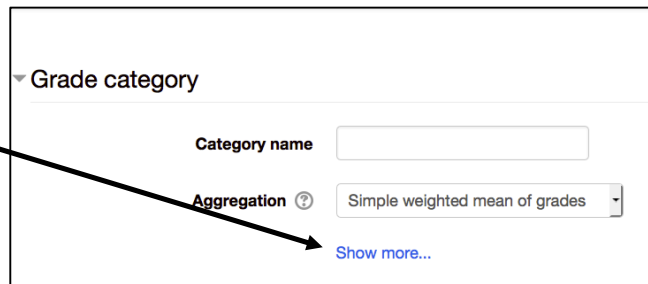 Grade category
Category name
Aggregation ?
Simple weighted mean of grades
Show more...